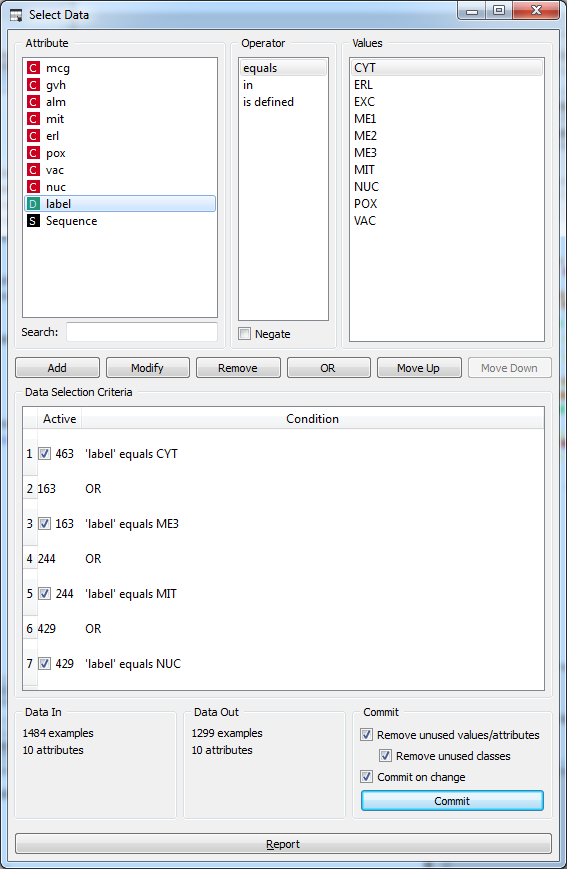 Select Data
Attribute
C mcg
C gvh
C alm
C mit
C erl
C pox
C vac
C nuc
D label
S Sequence
Search:
Operator
equals
in
is defined
Negate
Values
CYT
ERL
EXC
ME1
ME2
ME3
MIT
NUC
POX
VAC
Add Modify Remove OR Move Up Move Down
Data Selection Criteria
Active Condition
1 463 'label' equals CYT
2 163 OR
3 163 'label' equals ME3
4 244 OR
5 244 'label' equals MIT
6 429 OR
7 429 'label' equals NUC
Data In
1484 examples
10 attributes
Data Out
1299 examples
10 attributes
Commit
Remove unused values/attributes
Remove unused classes
Commit on change
Commit
Report